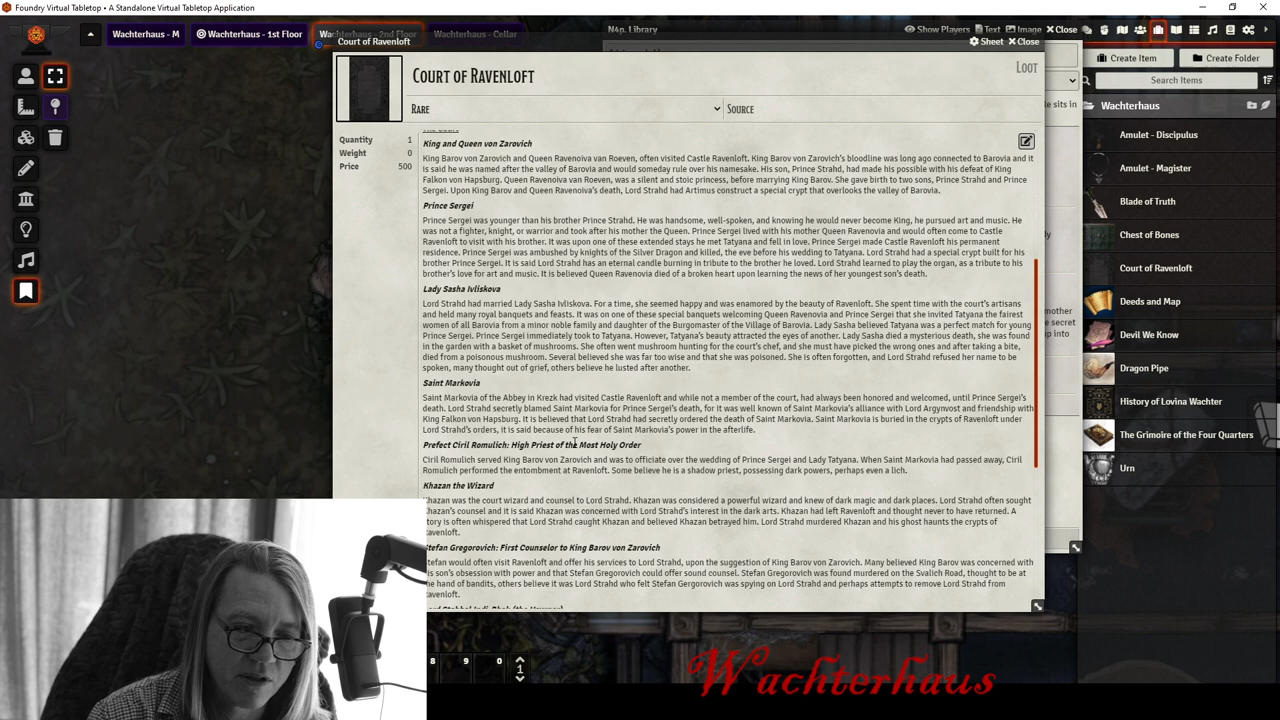 Foundry Virtual Tabletop • A Standalone Virtual Tabletop Application
Wachterhaus - M
Wachterhaus - 1st Floor
Wachterhaus - 2nd Floor
Wachterhaus - Cellar
N4p. Library
Show Players
Text
Image
Close
Court of Ravenloft
Sheet
Close
Court of Ravenloft
Loot
Rare
Source
Quantity 1
Weight 0
Price 500
King and Queen von Zarovich
King Barov von Zarovich and Queen Ravenoiva van Roeven, often visited Castle Ravenloft. King Barov von Zarovich's bloodline was long ago connected to Barovia and it
is said he was named after the valley of Barovia and would someday rule over his manmade. His son, Prince Strahd, had made his possible with his defeat of King
Falkon von Hapsburg. Queen Ravenoiva van Roeven, was a silent and stoic princess, before marrying King Barov. She gave birth to two sons, Prince Strahd and Prince
Sergei. Upon King Barov and Queen Ravenoiva's death, Lord Strahd had Artimus construct a special crypt that overlooks the valley of Barovia.
Prince Sergei
Prince Sergei was younger than his brother Prince Strahd. He was handsome, well-spoken, and knowing he would never become King, he pursued art and music. He
was not a fighter, knight, or warrior and took after his mother the Queen. Prince Sergei lived with his mother Queen Ravenovia and would often come to Castle
Ravenloft to visit with his brother. It was upon one of these extended stays he met Tatyana and fell in love. Prince Sergei made Castle Ravenloft his permanent
residence. Prince Sergei was ambushed by knights of the Silver Dragon and killed, the eve before his wedding to Tatyana. Lord Strahd had a special crypt built for his
brother Prince Sergei. It is said Lord Strahd has an eternal candle burning in tribute to the brother he loved. Lord Strahd learned to play the organ, as a tribute to his
brother's love for art and music. It is believed Queen Ravenovia died of a broken heart upon learning the news of her youngest son's death.
Lady Sasha Ivliskova
Lord Strahd had married Lady Sasha Ivliskova. For a time, she seemed happy and was enamored by the beauty of Ravenloft. She spent time with the court's artisans
and held many royal banquets and feasts. It was on one of these special banquets welcoming Queen Ravenovia and Prince Sergei that she invited Tatyana the fairest
women of all Barovia from a minor noble family and daughter of the Burgomaster of the Village of Barovia. Lady Sasha believed Tatyana was a perfect match for young
Prince Sergei. Prince Sergei immediately took to Tatyana. However, Tatyana's beauty attracted the eyes of another. Lady Sasha died a mysterious death, she was found
in the garden with a basket of mushrooms. She often went mushroom hunting for the court's chef, and she must have picked the wrong ones and after taking a bite,
died from a poisonous mushroom. Several believed she was far too wise and that she was poisoned. She is often forgotten, and Lord Strahd refused her name to be
spoken, many thought out of grief, others believe he lusted after another.
Saint Markovia
Saint Markovia of the Abbey in Krezk had visited Castle Ravenloft and while not a member of the court, had always been honored and welcomed, until Prince Sergei's
death. Lord Strahd secretly blamed Saint Markovia for Prince Sergei's death, for it was well known of Saint Markovia's alliance with Lord Argynvost and friendship with
King Falkon von Hapsburg. It is believed that Lord Strahd secretly ordered the death of Saint Markovia. Saint Markovia is buried in the crypts of Ravenloft under
Lord Strahd's orders, it is said because of his fear of Saint Markovia's power in the afterlife.
Prefect Ciril Romulich: High Priest of the Most Holy Order
Ciril Romulich served King Barov von Zarovich and was to officiate over the wedding of Prince Sergei and Lady Tatyana. When Saint Markovia had passed away, Ciril
Romulich performed the entombment at Ravenloft. Some believe he is a shadow priest, possessing dark powers, perhaps even a lich.
Khazan the Wizard
Khazan was the court wizard and counsel to Lord Strahd. Khazan was considered a powerful wizard and knew of dark magic and dark places. Lord Strahd often sought
Khazan's counsel and it is said Khazan was concerned with Lord Strahd's interest in the dark arts. Khazan had left Ravenloft and thought never to have returned. A
tory is often whispered that Lord Strahd caught Khazan and believed Khazan betrayed him. Lord Strahd murdered Khazan and his ghost haunts the crypts of
avenloft.
Stefan Gregorovich: First Counselor to King Barov von Zarovich
Stefan would often visit Ravenloft and offer his services to Lord Strahd, upon the suggestion of King Barov von Zarovich. Many believed King Barov was concerned with
is son's obsession with power and that Stefan Gregorovich could offer sound counsel. Stefan Gregorovich was found murdered on the Svalich Road, thought to be at
he hand of bandits, others believe it was Lord Strahd who felt Stefan Gergorovich was spying on Lord Strahd and perhaps attempts to remove Lord Strahd from
avenloft.
Create Item
Create Folder
Search Items
Wachterhaus
Amulet - Discipulus
Amulet - Magister
Blade of Truth
Chest of Bones
Court of Ravenloft
Deeds and Map
Devil We Know
Dragon Pipe
History of Lovina Wachter
The Grimoire of the Four Quarters
Urn
le sits in
mother
e secret
up into
8 9 0
1
Wachterhaus